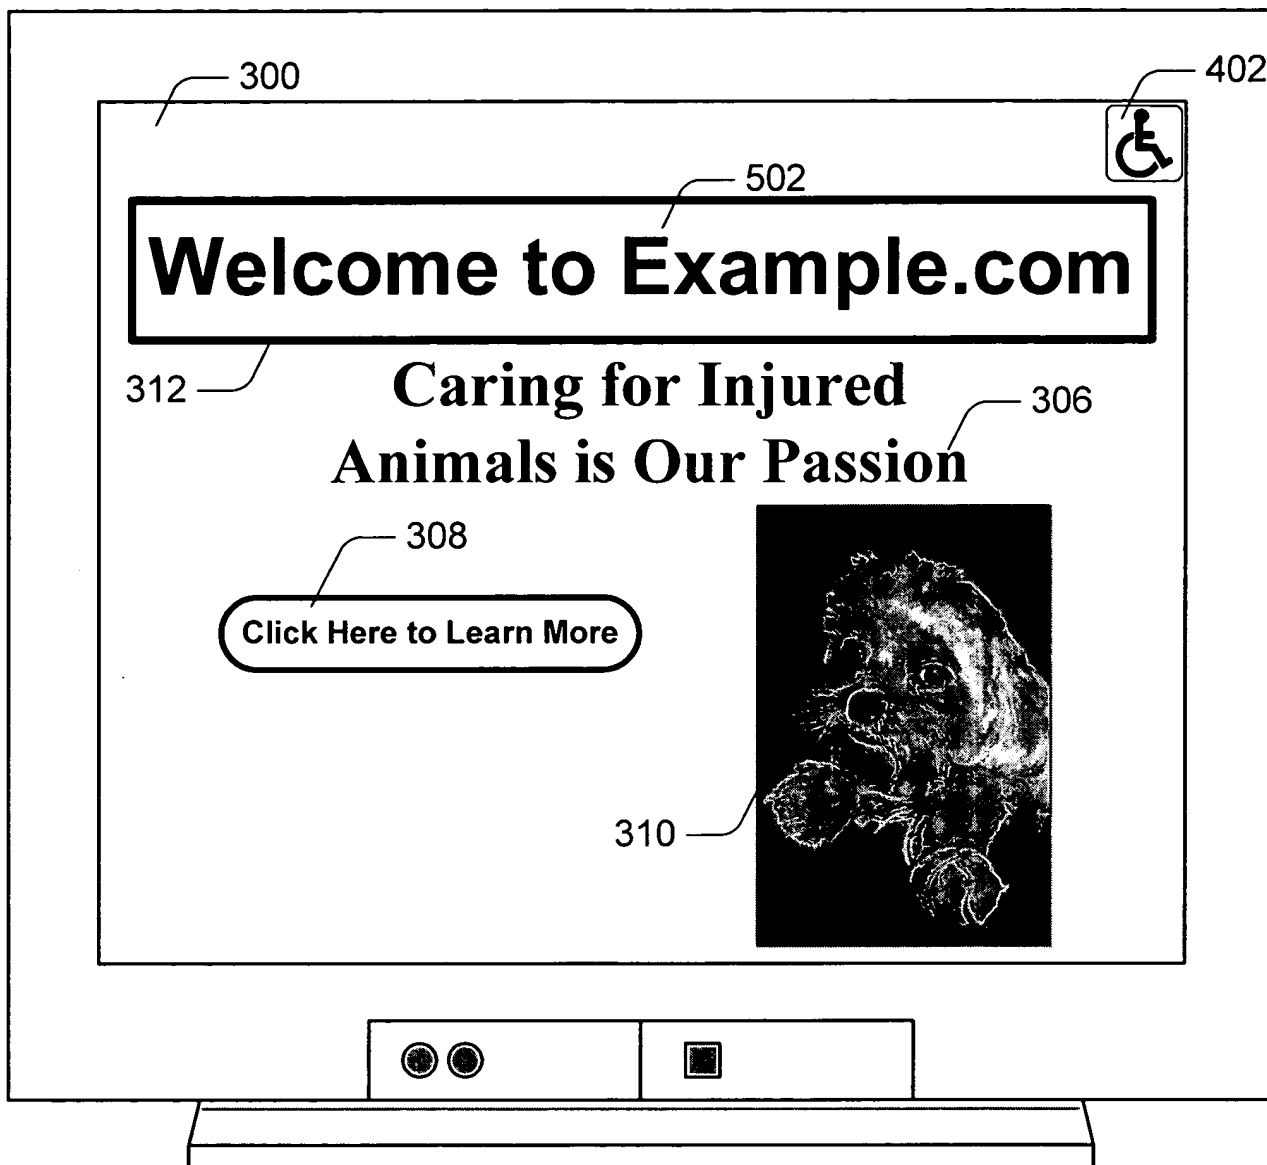 300
402
502
Welcome to Example.com
312
Caring for Injured
306
Animals is Our Passion
308
Click Here to Learn More
310